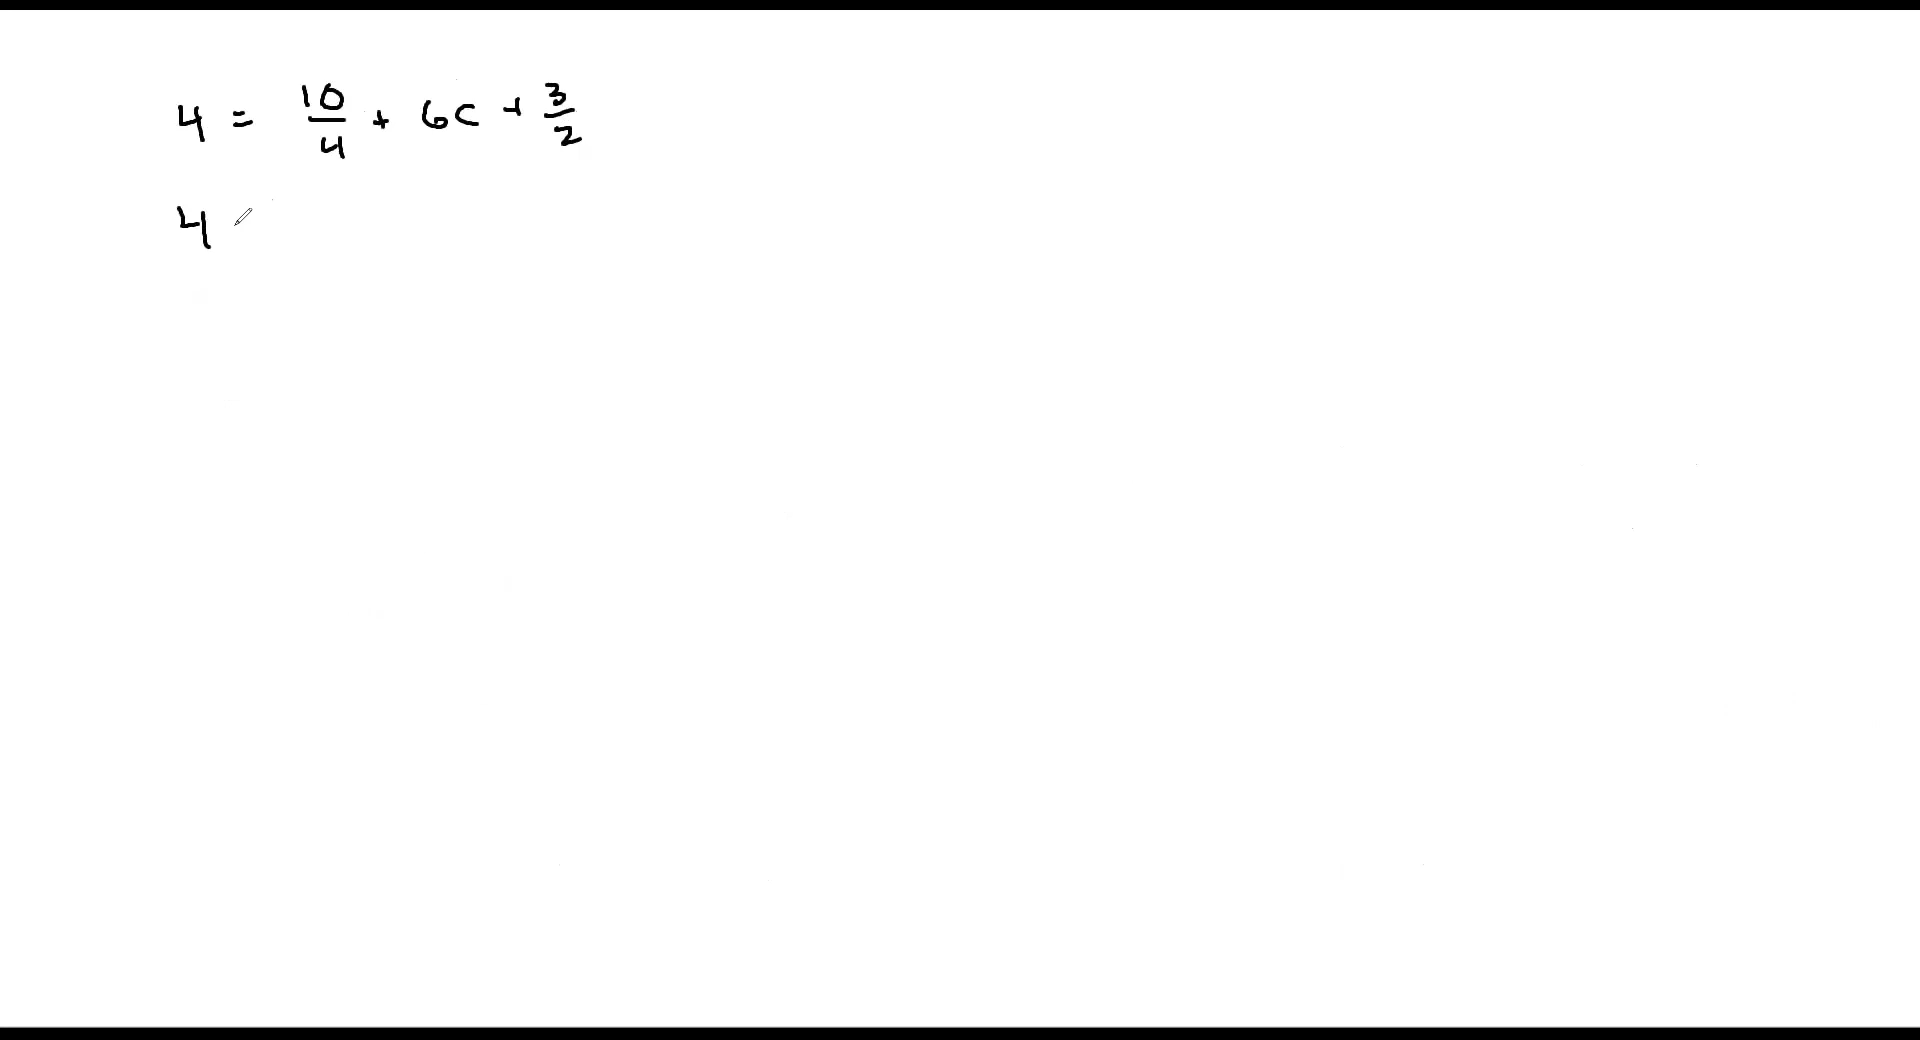 4 = 10/4 + 6c + 3/2
4